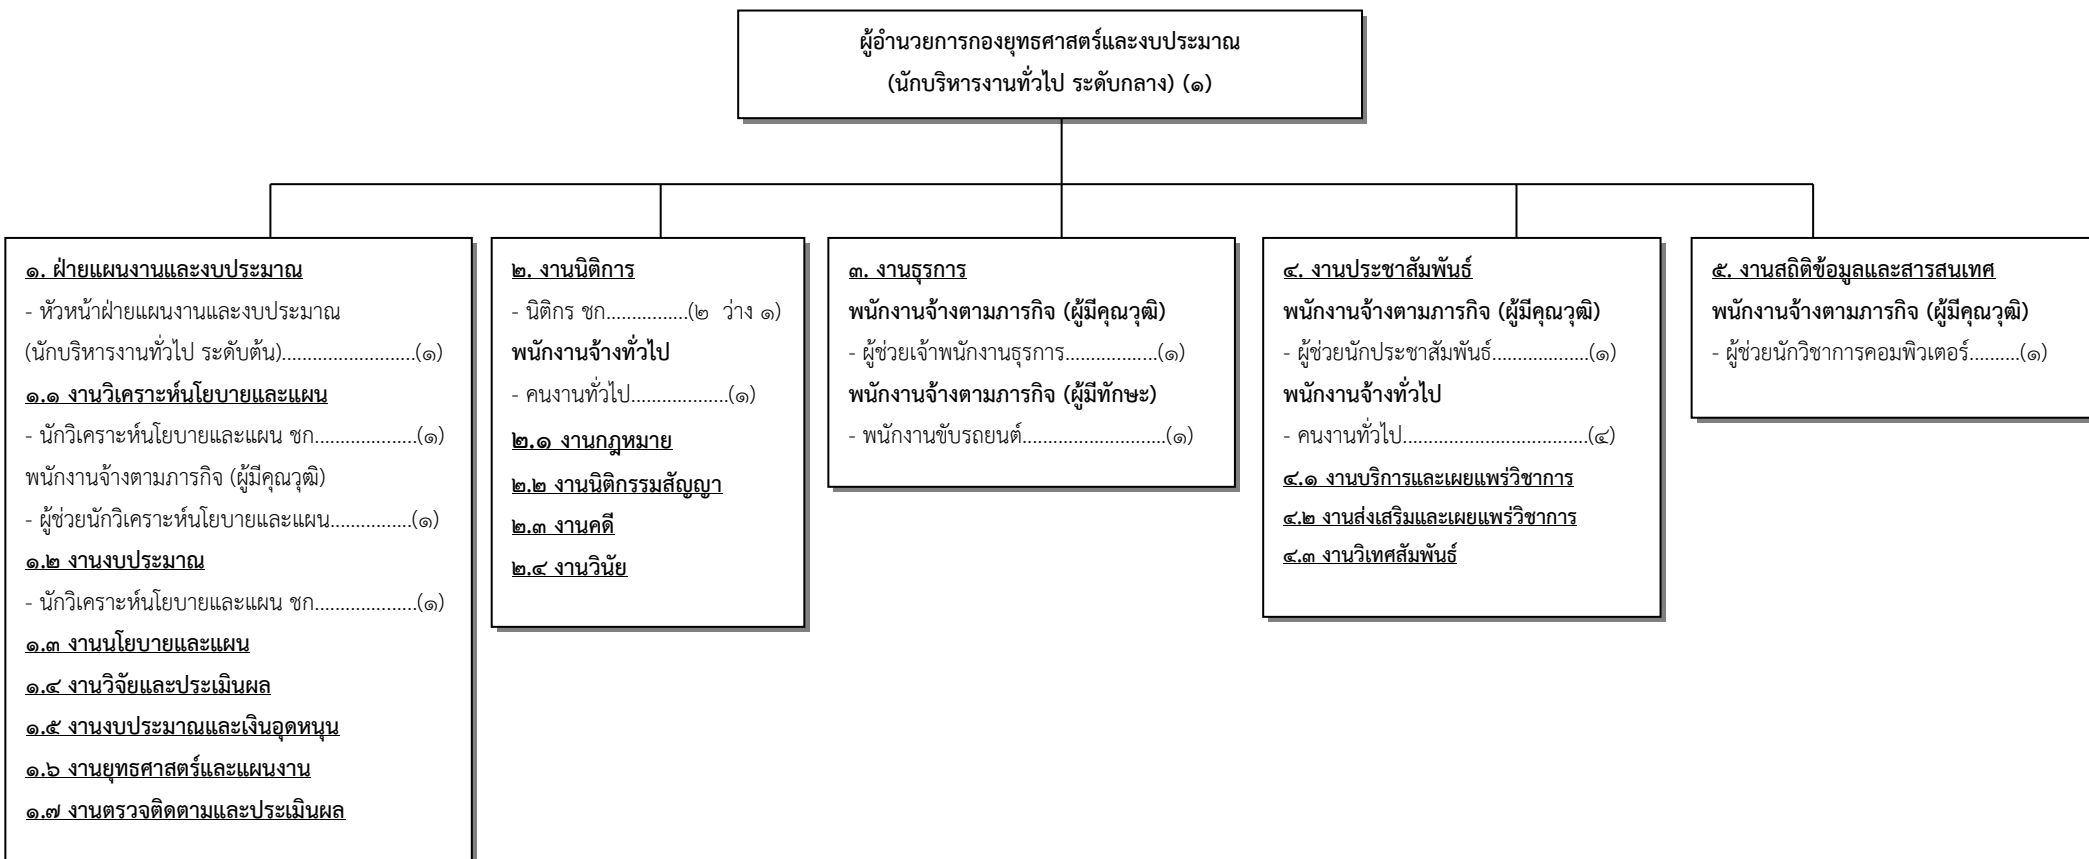 ผู้อำนวยการกองยุทธศาสตร์และงบประมาณ
(นักบริหารงานทั่วไป ระดับกลาง) (๑)
๑. ฝ่ายแผนงานและงบประมาณ
- หัวหน้าฝ่ายแผนงานและงบประมาณ
(นักบริหารงานทั่วไป ระดับต้น)..........................(๑)
๑.๑ งานวิเคราะห์นโยบายและแผน
- นักวิเคราะห์นโยบายและแผน ชก....................(๑)
พนักงานจ้างตามภารกิจ (ผู้มีคุณวุฒิ)
- ผู้ช่วยนักวิเคราะห์นโยบายและแผน................(๑)
๑.๒ งานงบประมาณ
- นักวิเคราะห์นโยบายและแผน ชก....................(๑)
๑.๓ งานนโยบายและแผน
๑.๔ งานวิจัยและประเมินผล
๑.๕ งานงบประมาณและเงินอุดหนุน
๑.๖ งานยุทธศาสตร์และแผนงาน
๑.๗ งานตรวจติดตามและประเมินผล
๒. งานนิติการ
- นิติกร ชก................(๒ ว่าง ๑)
พนักงานจ้างทั่วไป
- คนงานทั่วไป...................(๑)
๒.๑ งานกฎหมาย
๒.๒ งานนิติกรรมสัญญา
๒.๓ งานคดี
๒.๔ งานวินัย
๓. งานธุรการ
พนักงานจ้างตามภารกิจ (ผู้มีคุณวุฒิ)
- ผู้ช่วยเจ้าพนักงานธุรการ..................(๑)
พนักงานจ้างตามภารกิจ (ผู้มีทักษะ)
- พนักงานขับรถยนต์............................(๑)
๔. งานประชาสัมพันธ์
พนักงานจ้างตามภารกิจ (ผู้มีคุณวุฒิ)
- ผู้ช่วยนักประชาสัมพันธ์...................(๑)
พนักงานจ้างทั่วไป
- คนงานทั่วไป....................................(๔)
๔.๑ งานบริการและเผยแพร่วิชาการ
๔.๒ งานส่งเสริมและเผยแพร่วิชาการ
๔.๓ งานวิเทศสัมพันธ์
๕. งานสถิติข้อมูลและสารสนเทศ
พนักงานจ้างตามภารกิจ (ผู้มีคุณวุฒิ)
- ผู้ช่วยนักวิชาการคอมพิวเตอร์..........(๑)